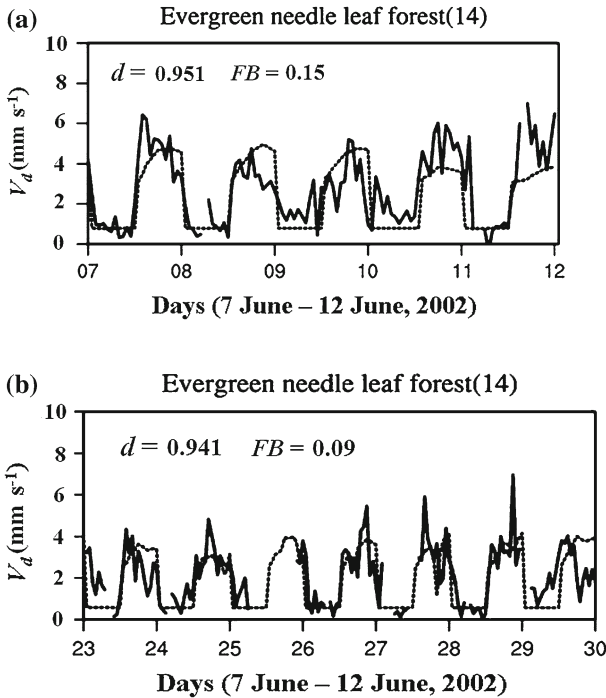 (a)
Evergreen needle leaf forest(14)
10
d = 0.951 FB = 0.15
8
6
V_d (mm s⁻¹)
4
2
0
07 08 09 10 11 12
Days (7 June – 12 June, 2002)
(b)
Evergreen needle leaf forest(14)
10
d = 0.941 FB = 0.09
8
6
V_d (mm s⁻¹)
4
2
0
23 24 25 26 27 28 29 30
Days (7 June – 12 June, 2002)